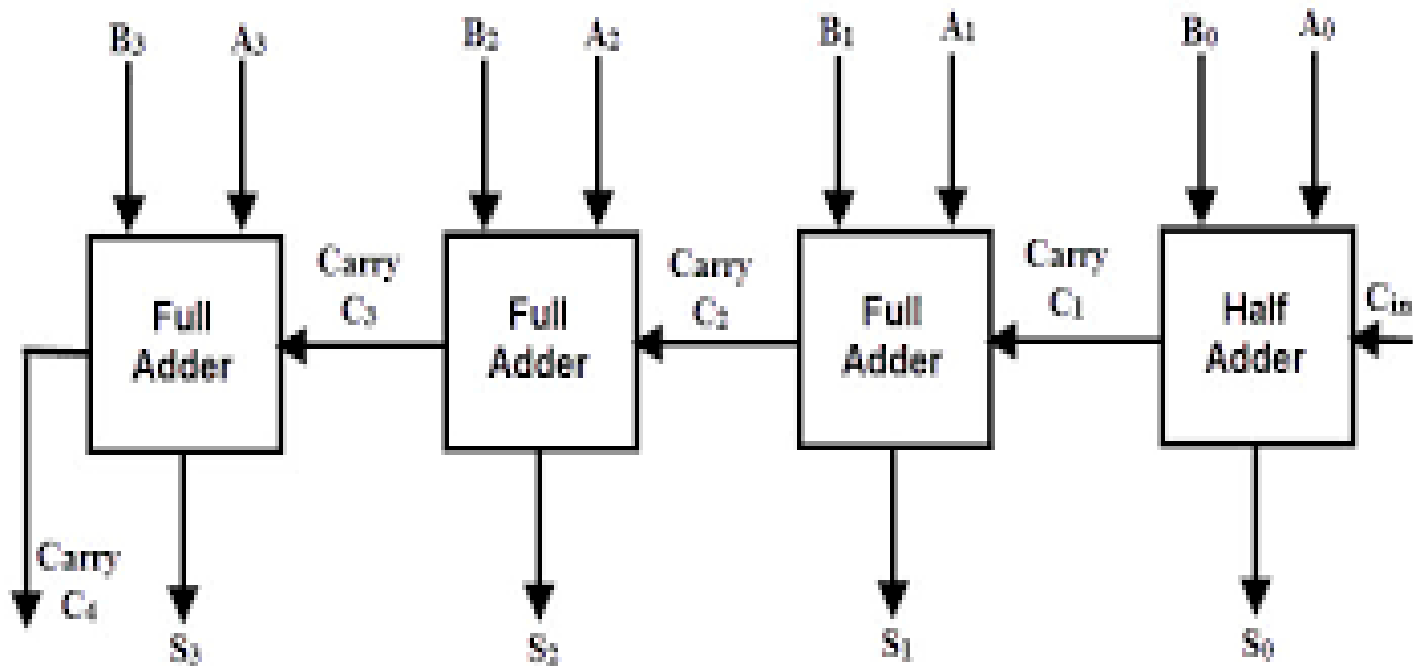 B₃ A₃ B₂ A₂ B₁ A₁ B₀ A₀
Carry Carry Carry
C₃ C₂ C₁ Cin
Full Full Full Half
Adder Adder Adder Adder
Carry
C₄
S₃ S₂ S₁ S₀